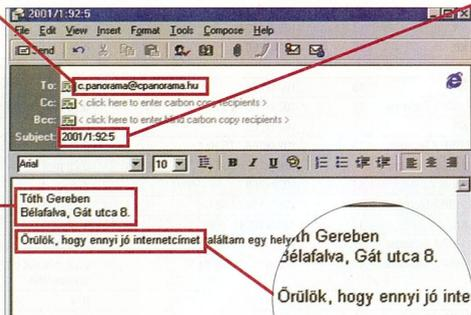 2001/1:92:5
File Edit View Insert Format Tools Compose Help
Send
To: c.panorama@cpanorama.hu
Cc: < click here to enter carbon copy recipients >
Bcc: < click here to enter blind carbon copy recipients >
Subject: 2001/1:92:5
Arial 10 B I U
Tóth Gereben
Bélafalva, Gát utca 8.
Örülök, hogy ennyi jó internetcímet találtam egy hely
th Gereben
Bélafalva, Gát utca 8.
Örülök, hogy ennyi jó inte